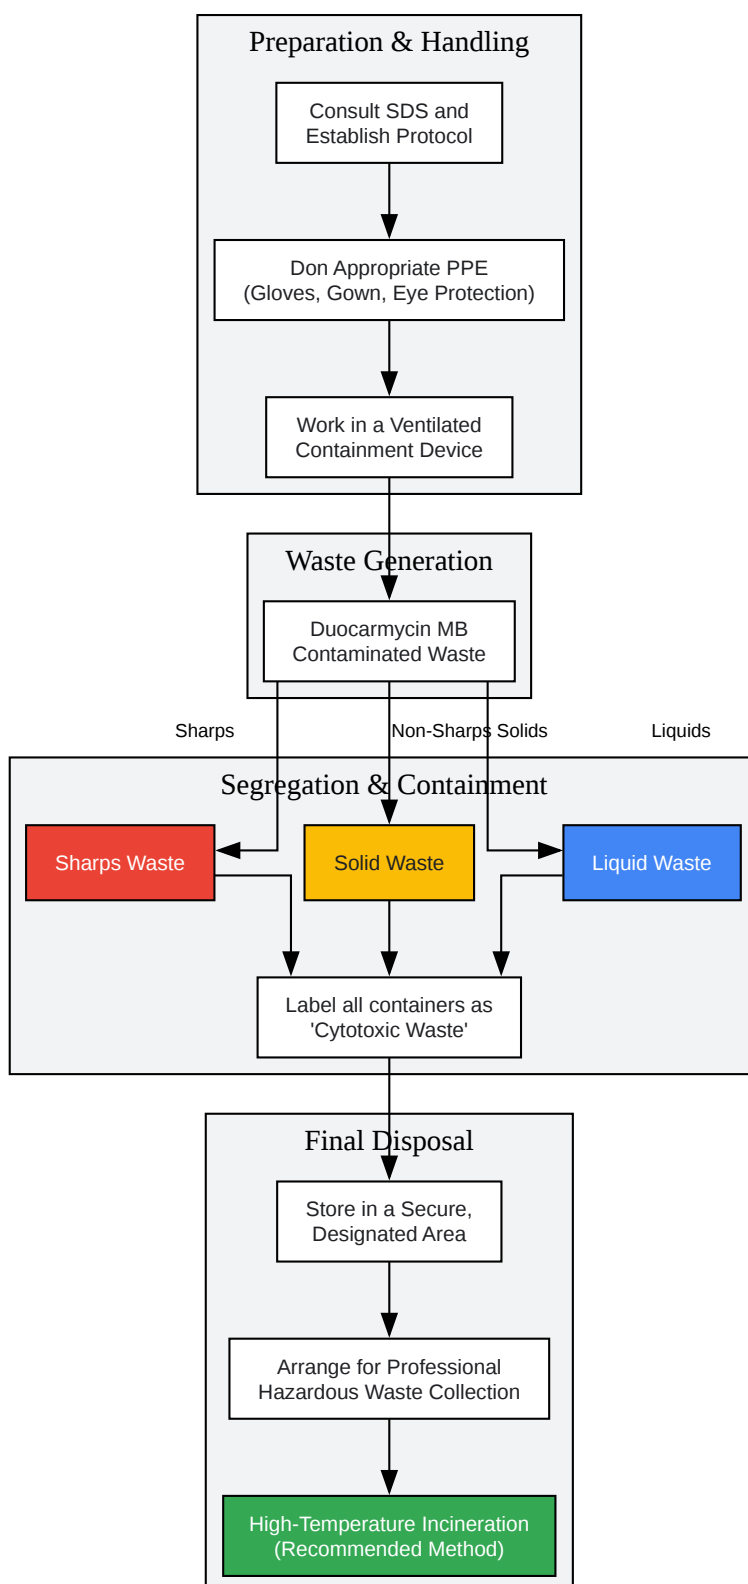 Preparation & Handling
Consult SDS and
Establish Protocol
Don Appropriate PPE
(Gloves, Gown, Eye Protection)
Work in a Ventilated
Containment Device
Waste Generation
Duocarmycin MB
Contaminated Waste
Sharps
Non-Sharps Solids
Liquids
Segregation & Containment
Sharps Waste
Solid Waste
Liquid Waste
Label all containers as
'Cytotoxic Waste'
Final Disposal
Store in a Secure,
Designated Area
Arrange for Professional
Hazardous Waste Collection
High-Temperature Incineration
(Recommended Method)